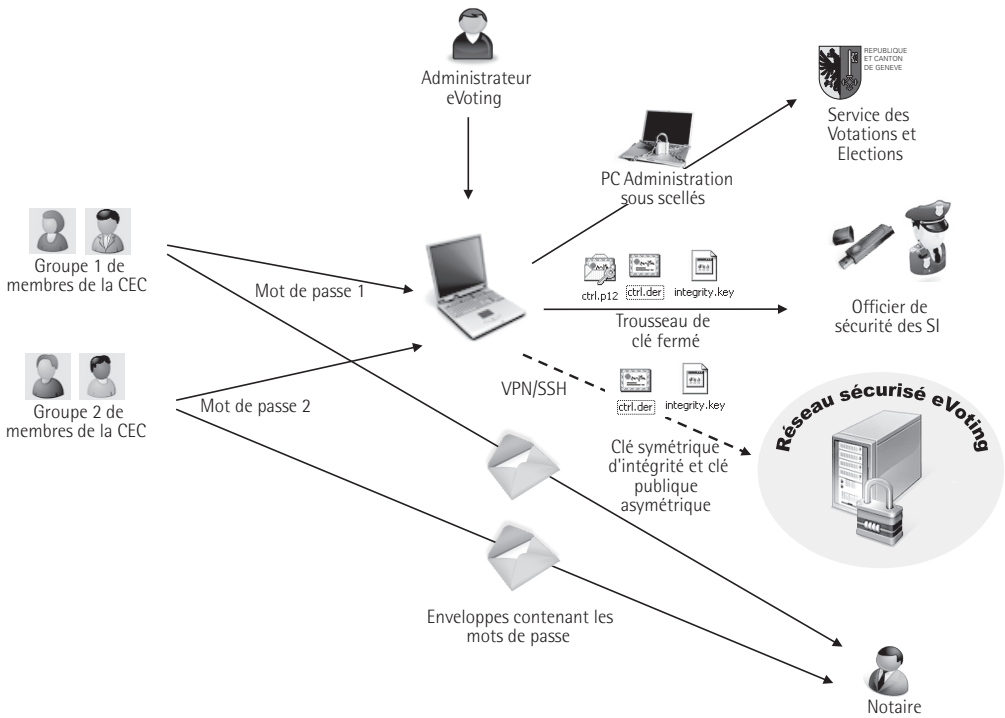 Administrateur
eVoting
REPUBLIQUE
ET CANTON
DE GENEVE
Service des
Votations et
Elections
PC Administration
sous scellés
Groupe 1 de
membres de la CEC
Mot de passe 1
ctrl.p12
ctrl.der
integrity.key
Trousseau de
clé fermé
Officier de
sécurité des SI
Groupe 2 de
membres de la CEC
Mot de passe 2
VPN/SSH
ctrl.der
integrity.key
Clé symétrique
d'intégrité et clé
publique
asymétrique
Réseau sécurisé eVoting
Enveloppes contenant les
mots de passe
Notaire